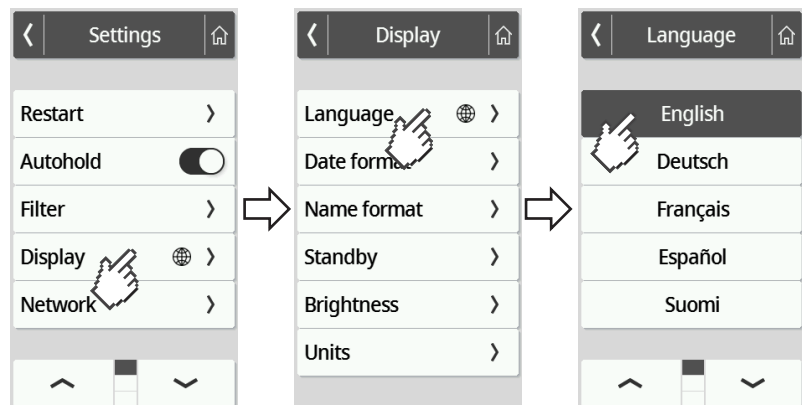 Settings
Restart
Autohold
Filter
Display
Network
Display
Language
Date format
Name format
Standby
Brightness
Units
Language
English
Deutsch
Français
Español
Suomi